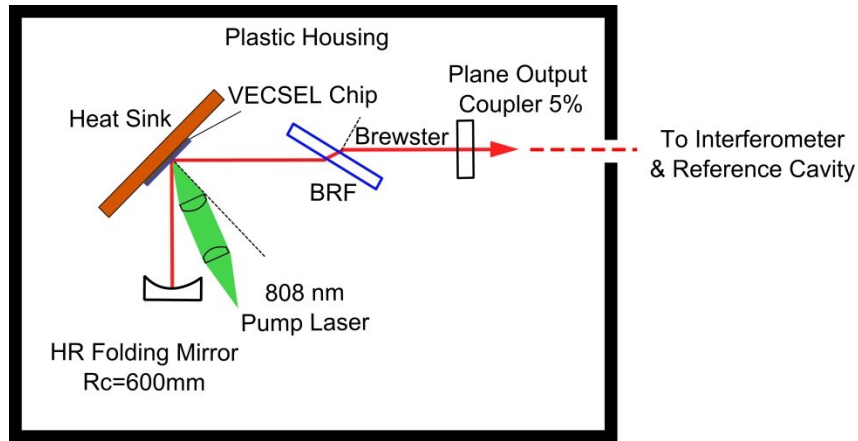 Plastic Housing
Plane Output
Coupler 5%
VECSEL Chip
Heat Sink
Brewster
To Interferometer
& Reference Cavity
BRF
808 nm
Pump Laser
HR Folding Mirror
Rc=600mm